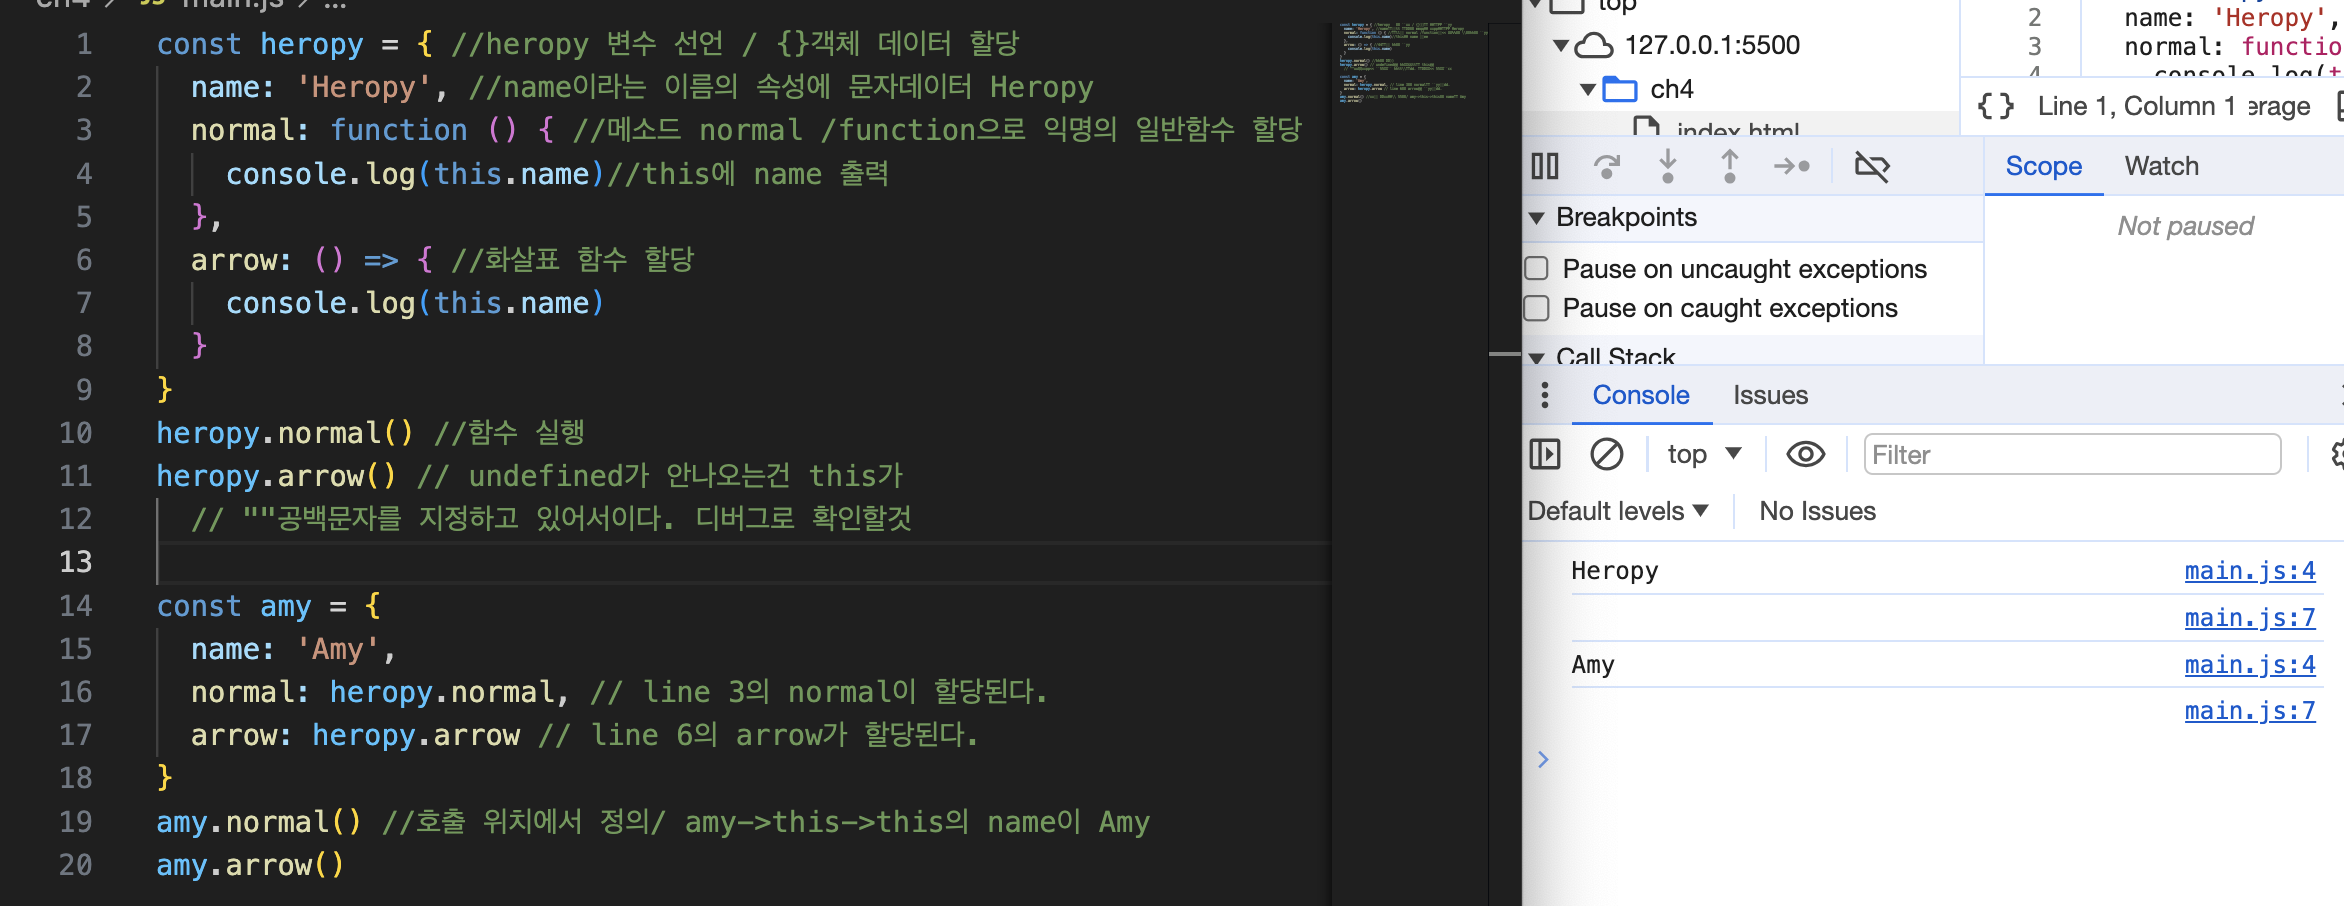 ch4 > JS main.js > ...
1 const heropy = { //heropy 변수 선언 / {}객체 데이터 할당
2 name: 'Heropy', //name이라는 이름의 속성에 문자데이터 Heropy
3 normal: function () { //메소드 normal /function으로 익명의 일반함수 할당
4 console.log(this.name)//this에 name 출력
5 },
6 arrow: () => { //화살표 함수 할당
7 console.log(this.name)
8 }
9 }
10 heropy.normal() //함수 실행
11 heropy.arrow() // undefined가 안나오는건 this가
12 // ""공백문자를 지정하고 있어서이다. 디버그로 확인할것
13
14 const amy = {
15 name: 'Amy',
16 normal: heropy.normal, // line 3의 normal이 할당된다.
17 arrow: heropy.arrow // line 6의 arrow가 할당된다.
18 }
19 amy.normal() //호출 위치에서 정의/ amy->this->this의 name이 Amy
20 amy.arrow()
top
127.0.0.1:5500
ch4
index.html
2 name: 'Heropy',
3 normal: functio
4 console.log(t
{} Line 1, Column 1 erage
Scope Watch
Not paused
Breakpoints
Pause on uncaught exceptions
Pause on caught exceptions
Call Stack
Console Issues
top Filter
Default levels No Issues
Heropy main.js:4
main.js:7
Amy main.js:4
main.js:7